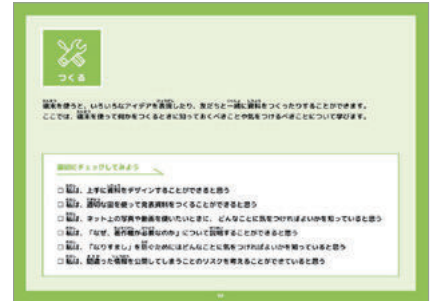 つくる
端末を使うと、いろいろなアイデアを表現したり、友だちと一緒に資料をつくったりすることができます。
ここでは、端末を使って何かをつくるときに知っておくべきことや気をつけるべきことについて学びます。
最初にチェックしてみよう
□ 私は、上手に資料をデザインすることができると思う
□ 私は、適切な図を使って発表資料をつくることができると思う
□ 私は、ネット上の写真や動画を使いたいときに、どんなことに気をつければよいかを知っていると思う
□ 私は、「なぜ、著作権が必要なのか」について説明することができると思う
□ 私は、「なりすまし」を防ぐためにはどんなことに気をつければよいかを知っていると思う
□ 私は、間違った情報を公開してしまうことのリスクを考えることができていると思う